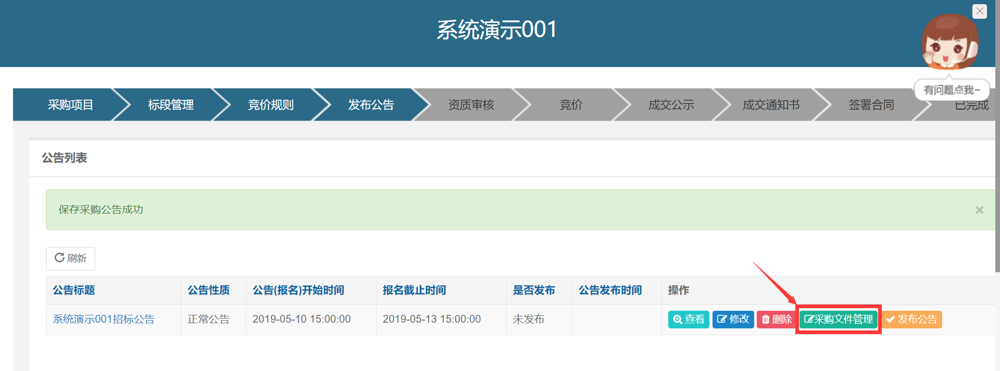 系统演示001
有问题点我~
采购项目 标段管理 竞价规则 发布公告 资质审核 竞价 成交公示 成交通知书 签署合同 已完成
公告列表
保存采购公告成功
×
刷新
公告标题 公告性质 公告(报名)开始时间 报名截止时间 是否发布 公告发布时间 操作
系统演示001招标公告 正常公告 2019-05-10 15:00:00 2019-05-13 15:00:00 未发布 查看 修改 删除 采购文件管理 发布公告